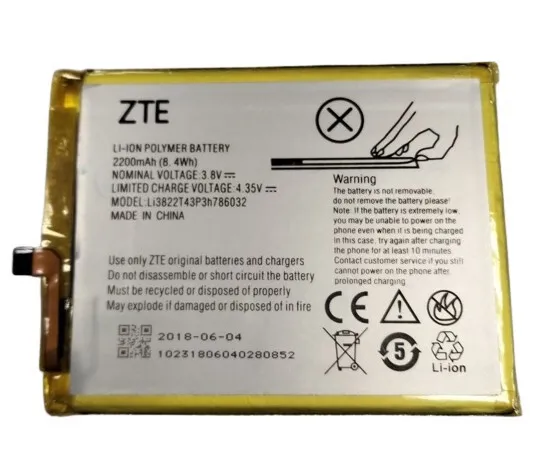 ZTE
LI-ION POLYMER BATTERY
2200mAh (8.4Wh)
NOMINAL VOLTAGE:3.8V
LIMITED CHARGE VOLTAGE: 4.35V
MODEL:Li3822T43P3h786032
MADE IN CHINA
Warning
The battery is not removable.
do not remove the battery please!
Note: If the battery is extremely low,
you may be unable to power on the
phone even when it is being charged.
In this case, try again after charging
the phone for at least 10 minutes.
Contact customer service if you still
cannot power on the phone after
prolonged charging.
Use only ZTE original batteries and chargers
Do not disassemble or short circuit the battery
Must be recycled or disposed of properly
May explode if damaged or disposed of in fire
CE
2018-06-04
10231806040280852
5
Li-ion